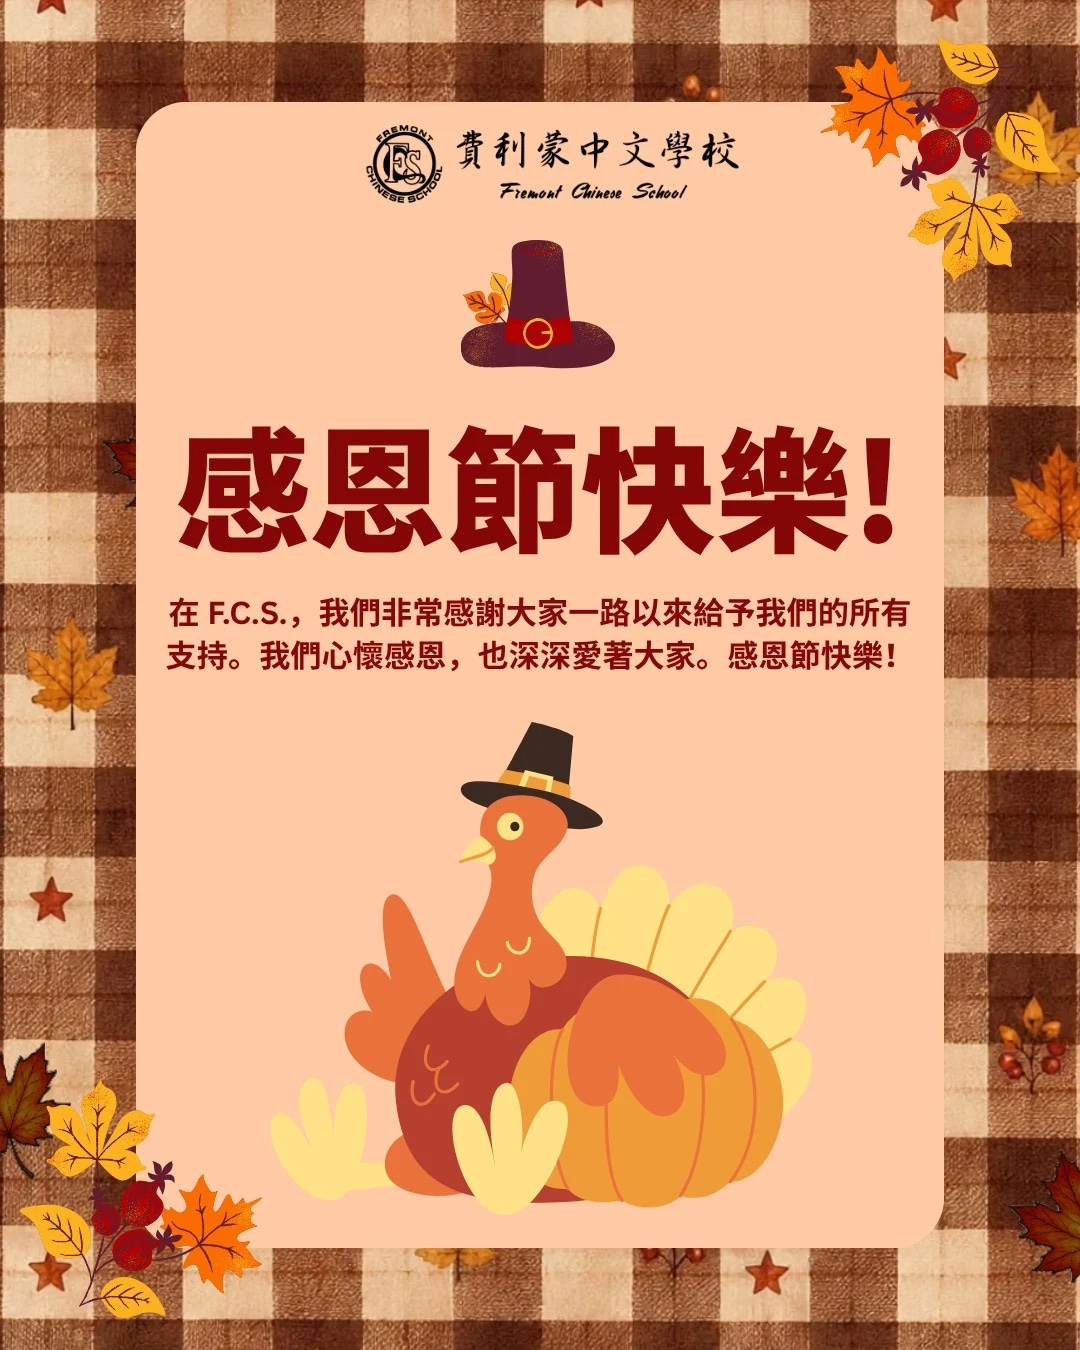 FREMONT
FCS
CHINESE SCHOOL
費利蒙中文學校
Fremont Chinese School
感恩節快樂!
在 F.C.S.，我們非常感謝大家一路以來給予我們的所有
支持。我們心懷感恩，也深深愛著大家。感恩節快樂！